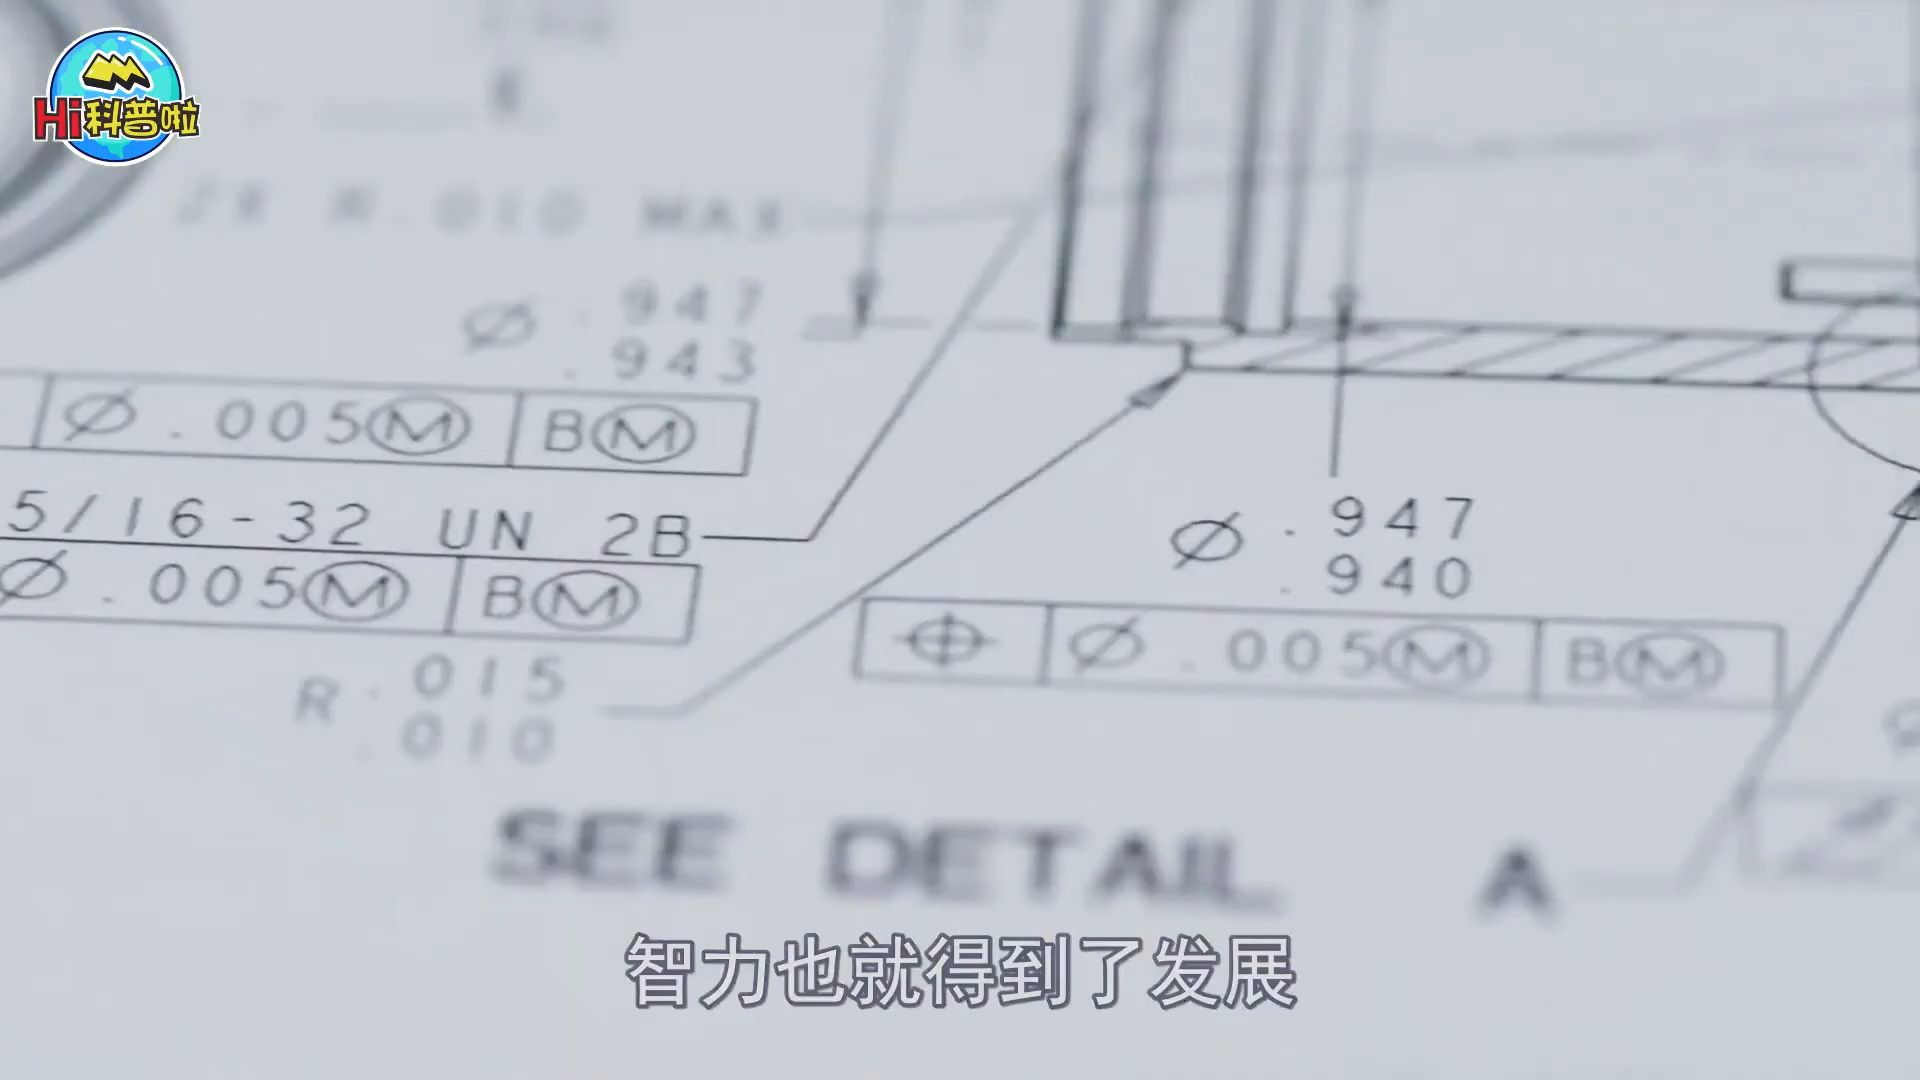 Hi科普啦
2X R.010 MAX
Ø .947
.943
Ø .005Ⓜ BⓂ
5/16-32 UN 2B
Ø .005Ⓜ BⓂ
R .015
.010
Ø .947
.940
⌖ Ø .005Ⓜ BⓂ
SEE DETAIL A
智力也就得到了发展